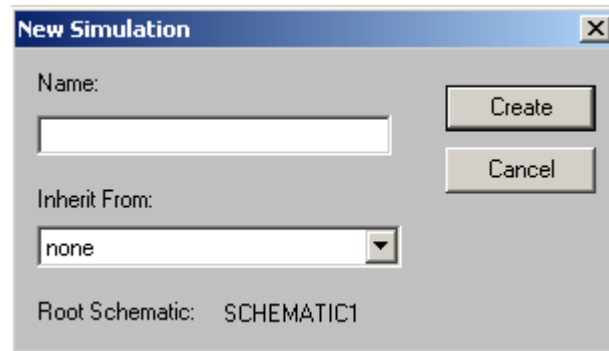 New Simulation
Name:
Create
Cancel
Inherit From:
none
Root Schematic: SCHEMATIC1